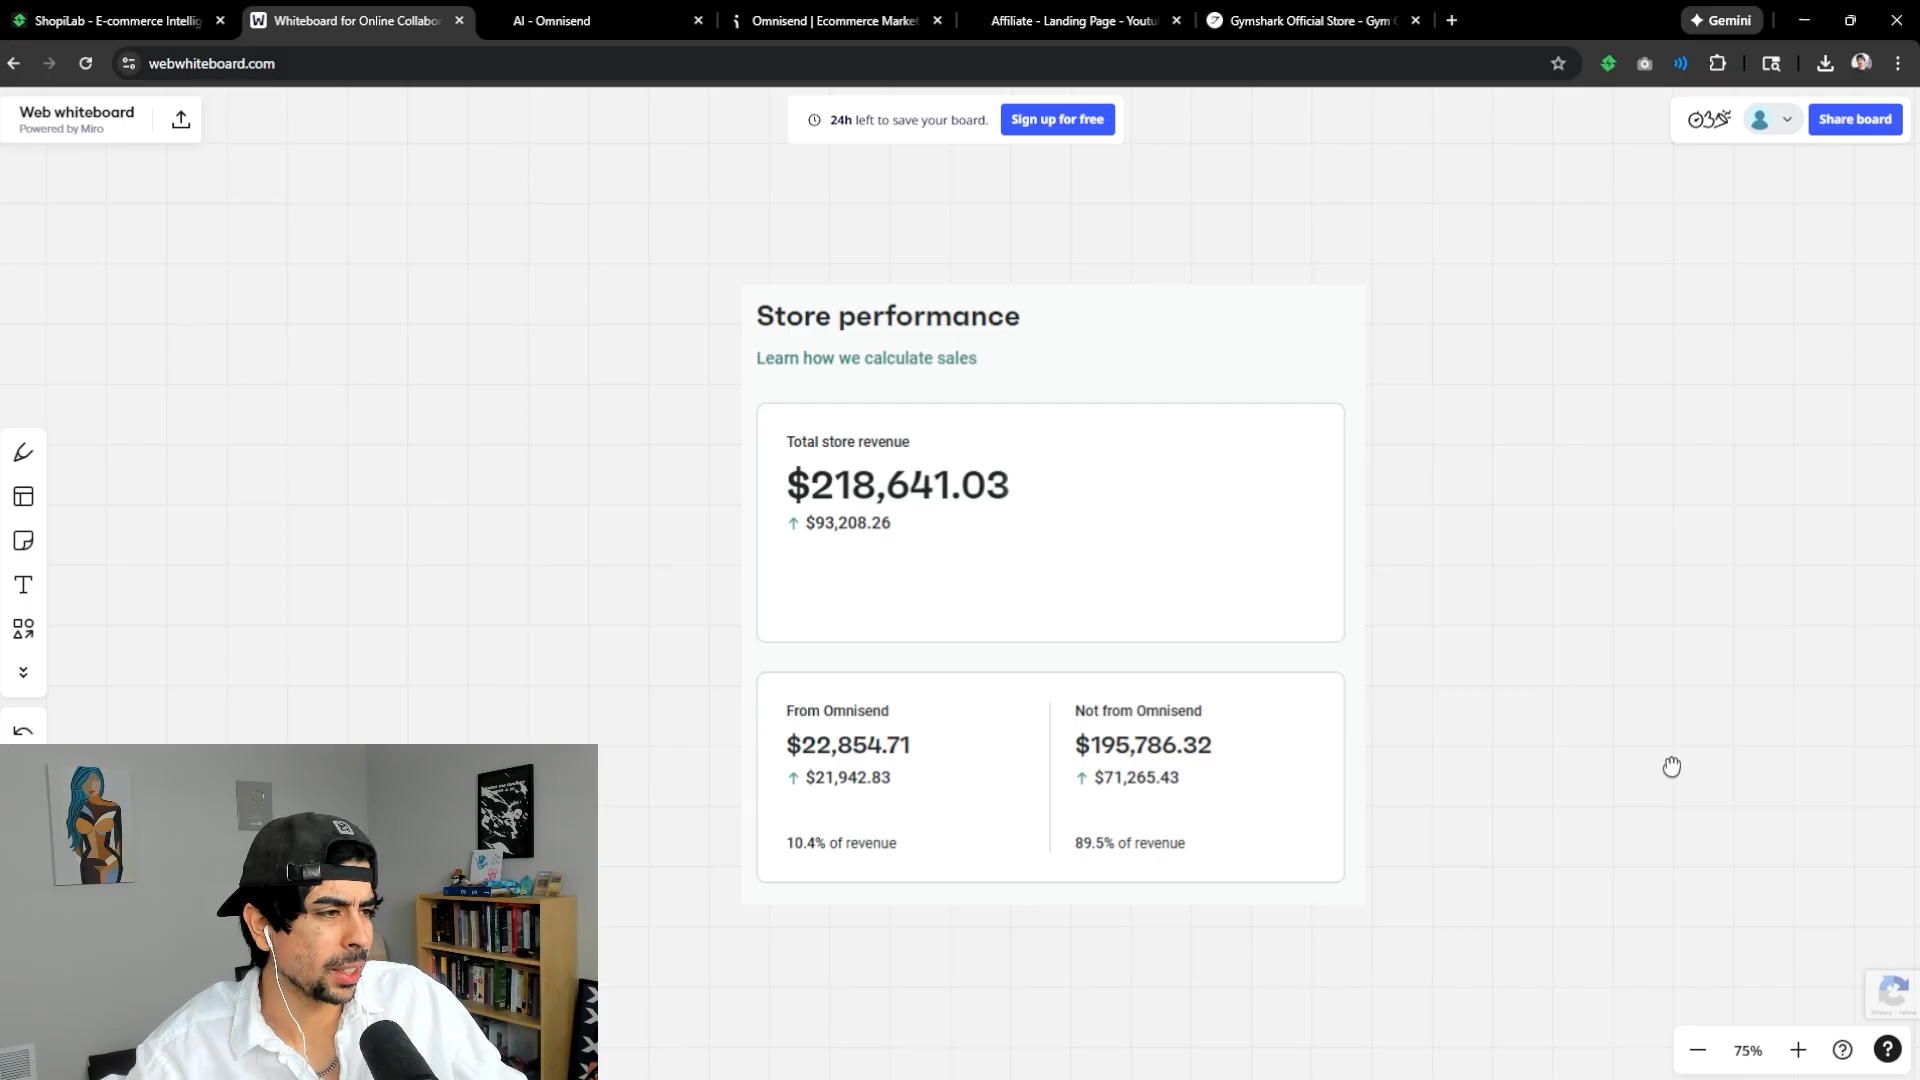 ShopiLab - E-commerce Intellig
Whiteboard for Online Collabor
AI - Omnisend
Omnisend | Ecommerce Market
Affiliate - Landing Page - Youtu
Gymshark Official Store - Gym C
Gemini
webwhiteboard.com
Web whiteboard
Powered by Miro
24h left to save your board.
Sign up for free
Share board
Store performance
Learn how we calculate sales
Total store revenue
$218,641.03
↑ $93,208.26
From Omnisend
$22,854.71
↑ $21,942.83
10.4% of revenue
Not from Omnisend
$195,786.32
↑ $71,265.43
89.5% of revenue
Privacy - Terms
75%